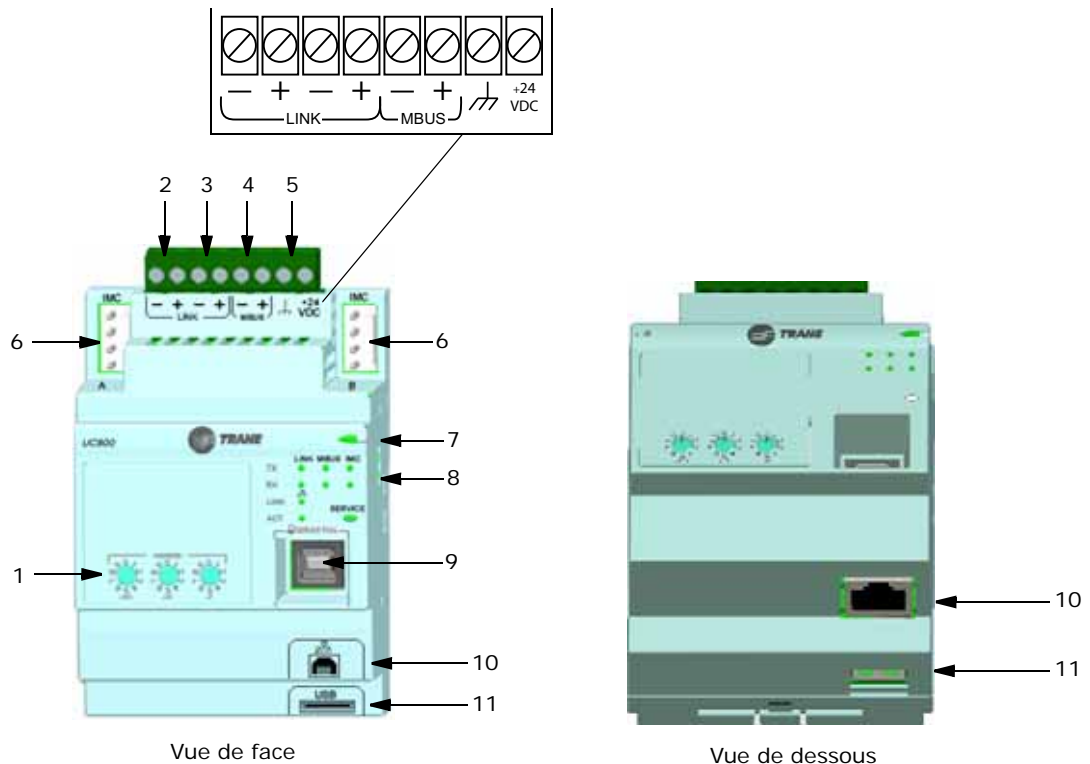 — + — + — + +24
VDC
LINK MBUS
2 3 4 5
IMC IMC
— + — + — + +24
VDC
LINK MBUS
6 6
A B
UC800 TRANE
7
LINK MBUS IMC
TX
RX
8
LINK
SERVICE
ACT
9
1
10
11
USB
Vue de face
TRANE
10
11
Vue de dessous